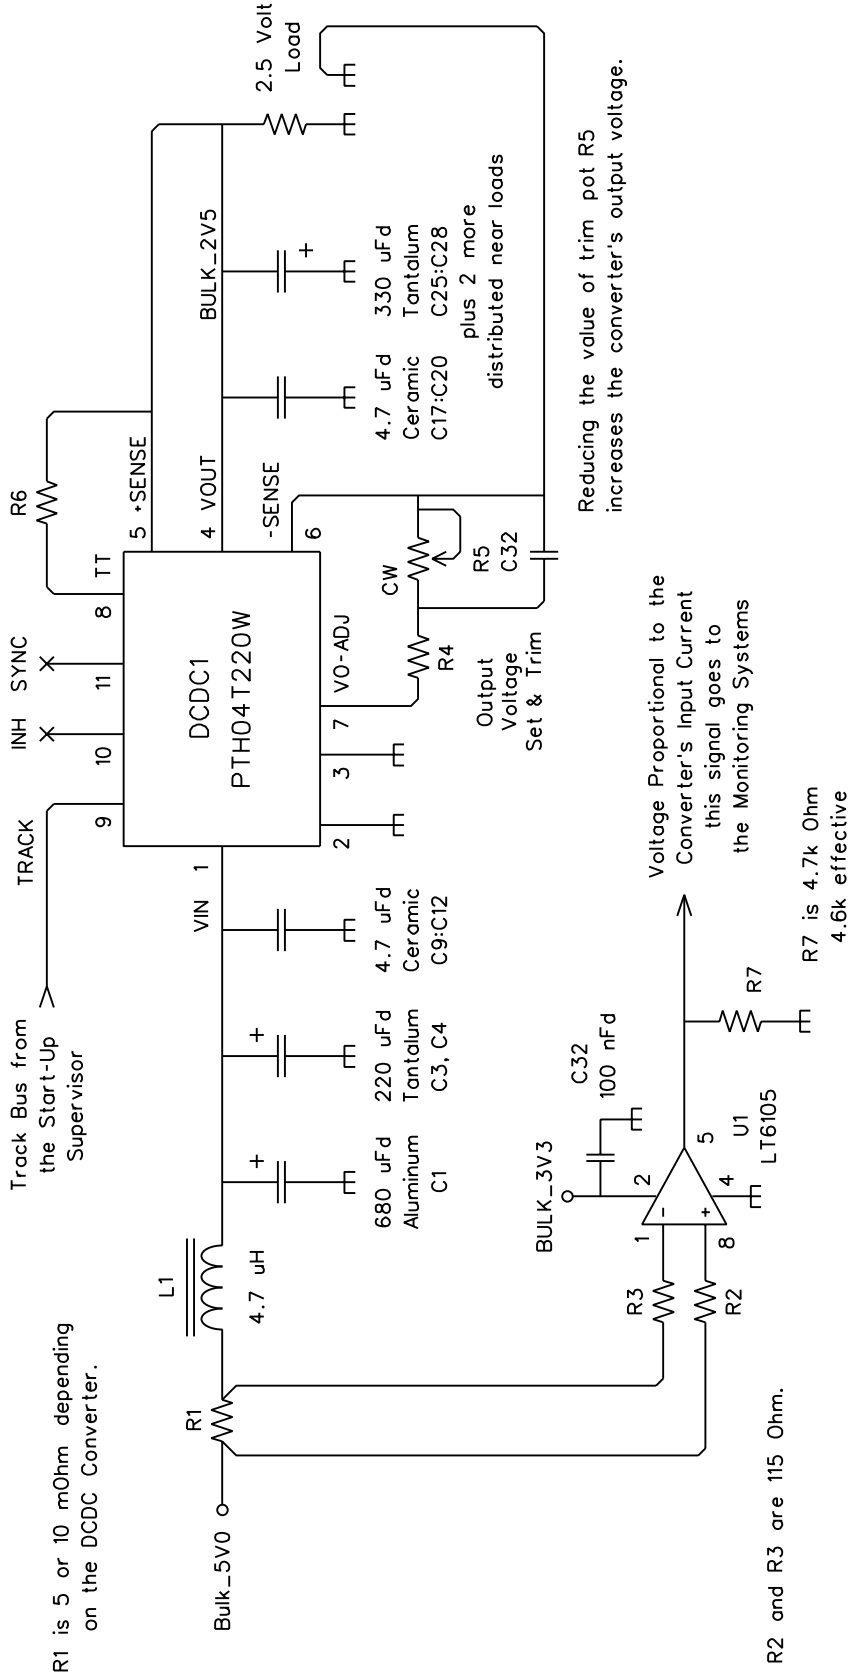 R1 is 5 or 10 mOhm depending
on the DCDC Converter.
Track Bus from
the Start-Up
Supervisor
TRACK
INH
SYNC
R6
9
10
11
8
TT
Bulk_5V0
R1
L1
4.7 uH
VIN
1
DCDC1
PTH04T220W
5
+SENSE
4
VOUT
BULK_2V5
-SENSE
6
2.5 Volt
Load
+
680 uFd
Aluminum
C1
+
220 uFd
Tantalum
C3, C4
4.7 uFd
Ceramic
C9:C12
2
3
7
VO-ADJ
R4
CW
R5
C32
Output
Voltage
Set & Trim
4.7 uFd
Ceramic
C17:C20
+
330 uFd
Tantalum
C25:C28
plus 2 more
distributed near loads
Reducing the value of trim pot R5
increases the converter's output voltage.
BULK_3V3
C32
100 nFd
R3
R2
1
8
-
+
2
4
5
U1
LT6105
R7
Voltage Proportional to the
Converter's Input Current
this signal goes to
the Monitoring Systems
R2 and R3 are 115 Ohm.
R7 is 4.7k Ohm
4.6k effective